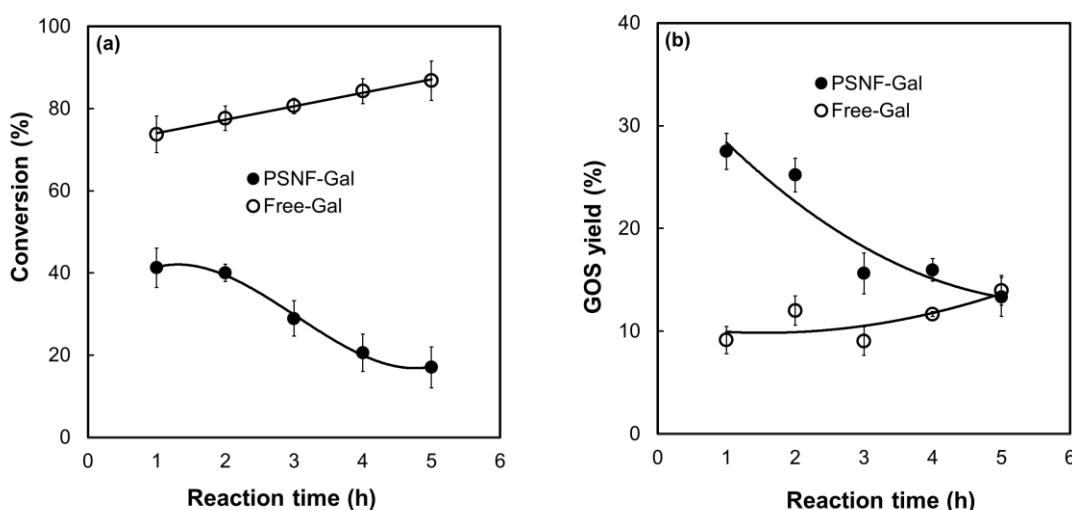 (a)
Conversion (%)
100
80
60
40
20
0
PSNF-Gal
Free-Gal
0 1 2 3 4 5 6
Reaction time (h)
(b)
GOS yield (%)
40
30
20
10
0
PSNF-Gal
Free-Gal
0 1 2 3 4 5 6
Reaction time (h)